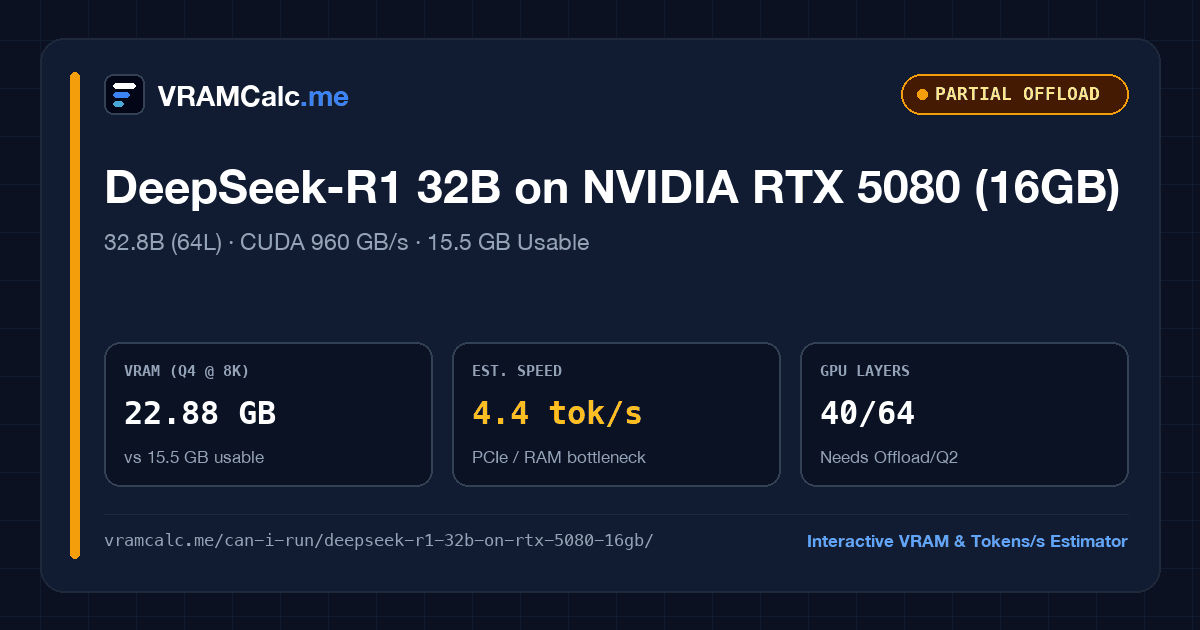 VRAMCalc.me
PARTIAL OFFLOAD
DeepSeek-R1 32B on NVIDIA RTX 5080 (16GB)
32.8B (64L) · CUDA 960 GB/s · 15.5 GB Usable
VRAM (Q4 @ 8K)
22.88 GB
vs 15.5 GB usable
EST. SPEED
4.4 tok/s
PCIe / RAM bottleneck
GPU LAYERS
40/64
Needs Offload/Q2
vramcalc.me/can-i-run/deepseek-r1-32b-on-rtx-5080-16gb/
Interactive VRAM & Tokens/s Estimator